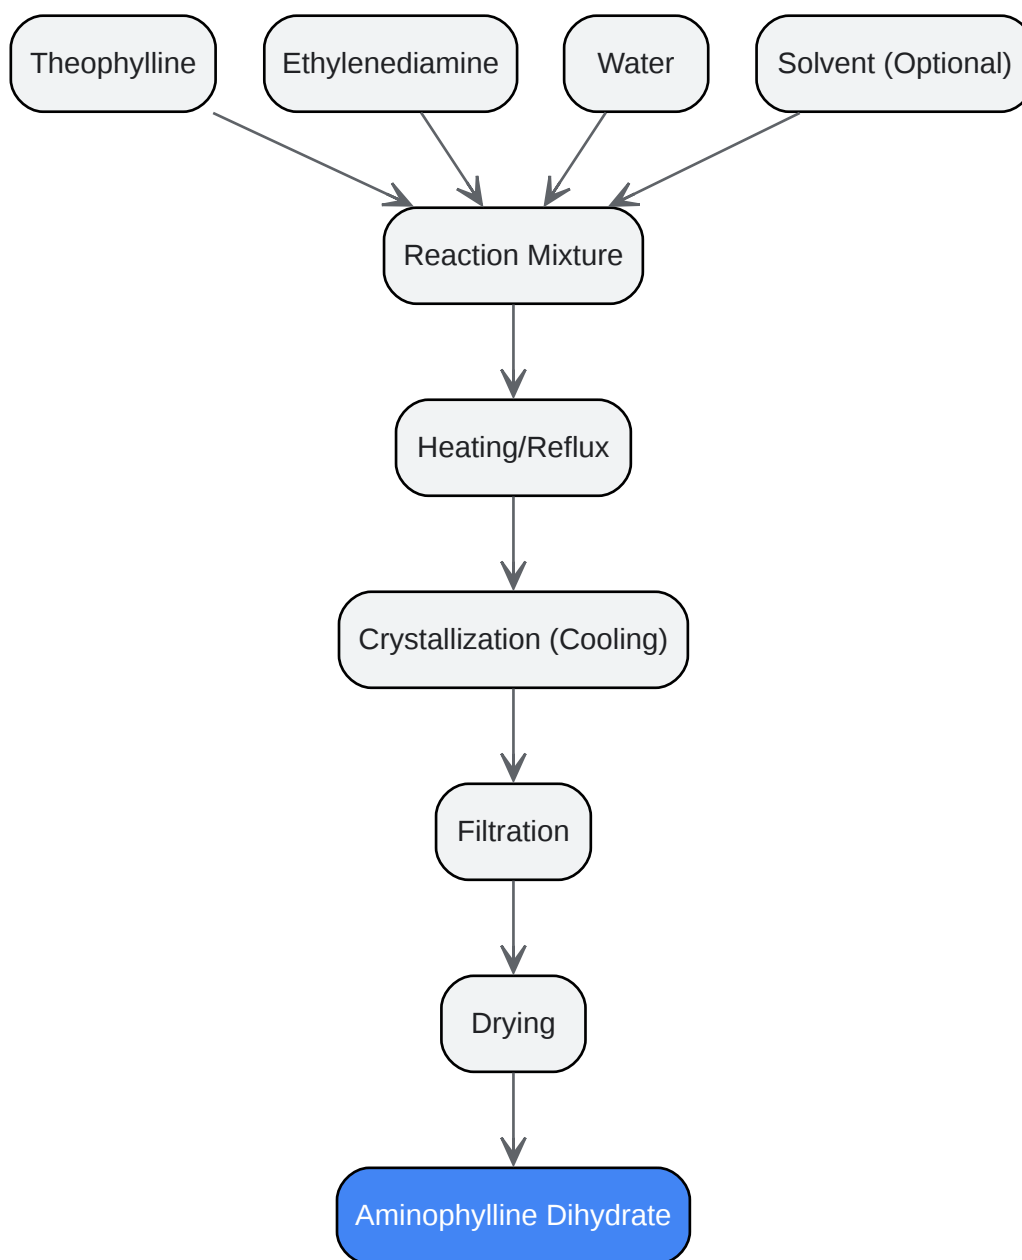 Theophylline
Ethylenediamine
Water
Solvent (Optional)
Reaction Mixture
Heating/Reflux
Crystallization (Cooling)
Filtration
Drying
Aminophylline Dihydrate